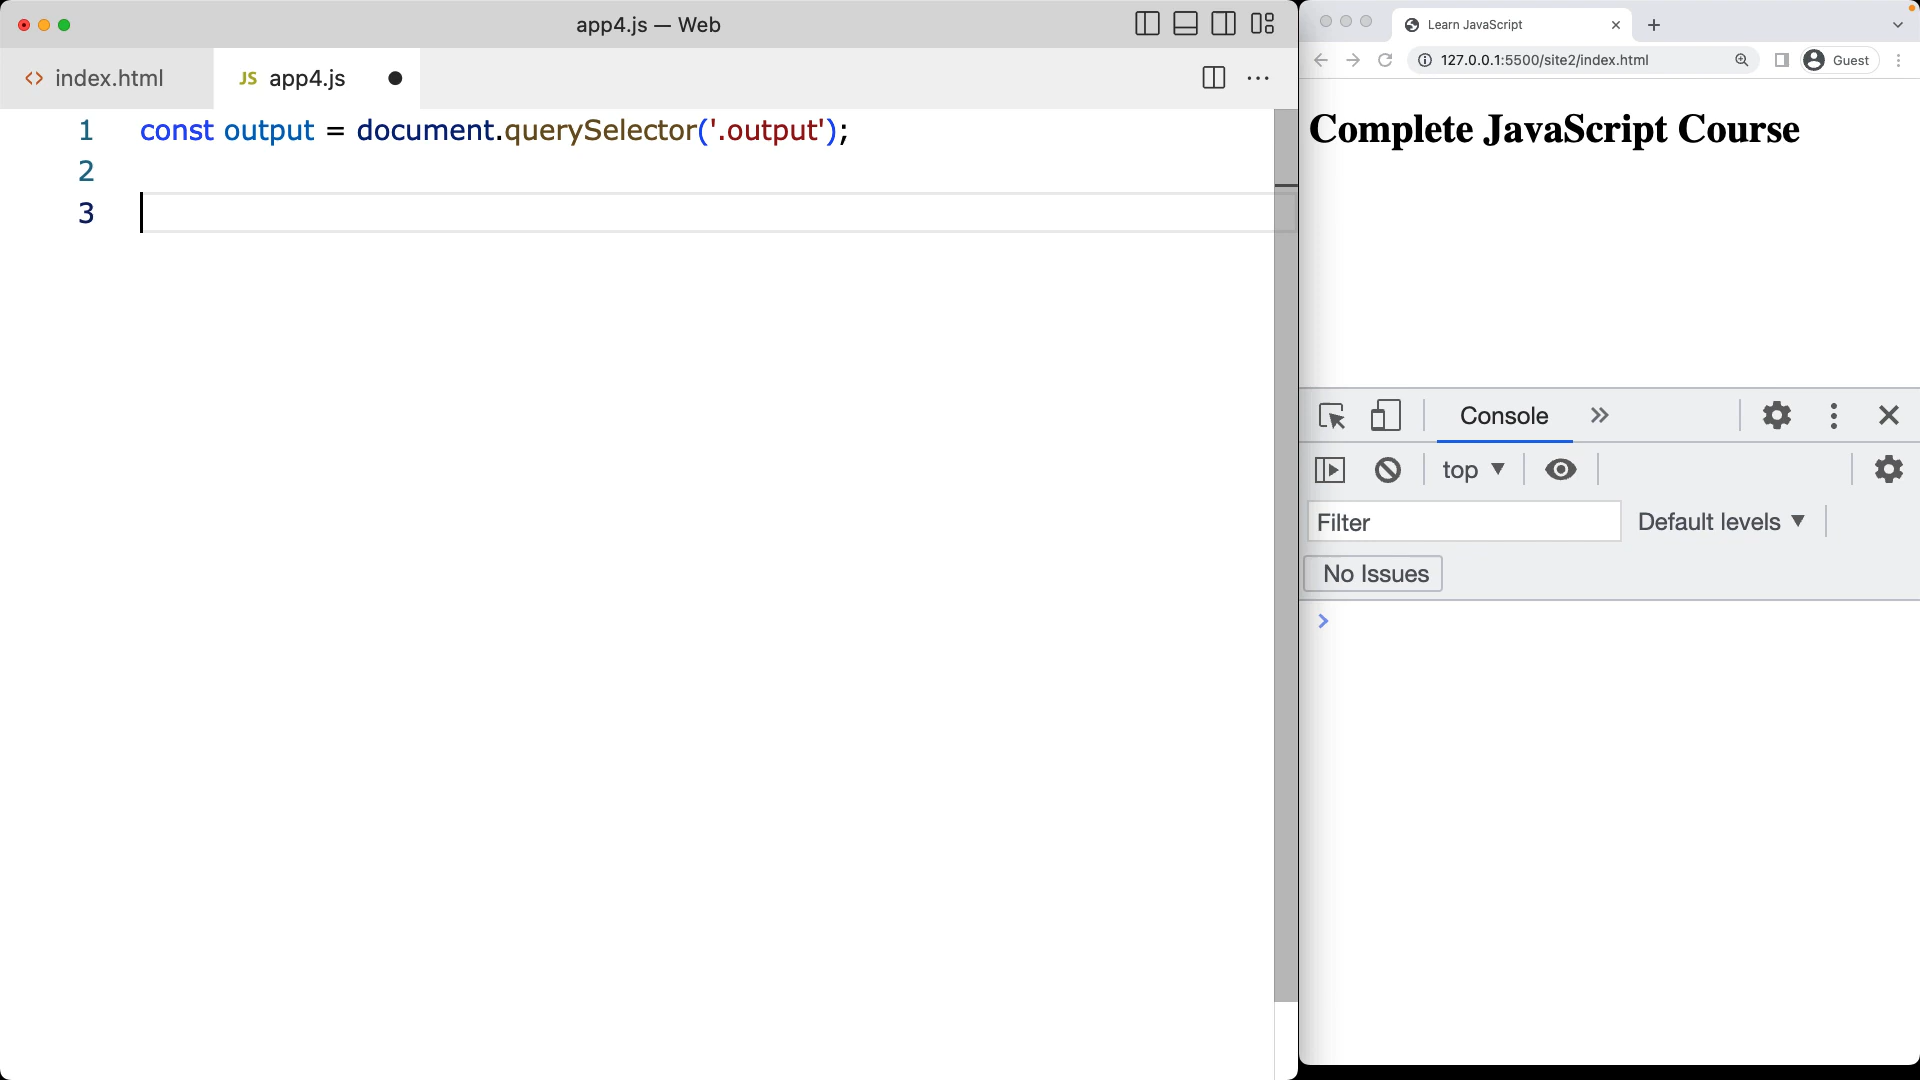 app4.js — Web
index.html
JS app4.js
1 const output = document.querySelector('.output');
2
3
Learn JavaScript
127.0.0.1:5500/site2/index.html
Guest
Complete JavaScript Course
Console
top
Filter
Default levels
No Issues